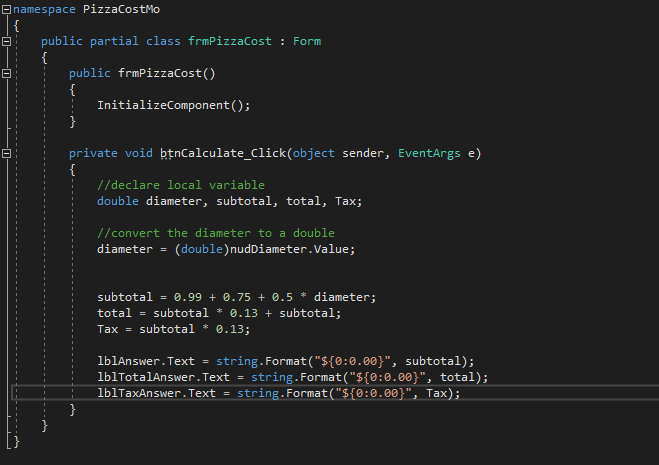 namespace PizzaCostMo
{
    public partial class frmPizzaCost : Form
    {
        public frmPizzaCost()
        {
            InitializeComponent();
        }

        private void btnCalculate_Click(object sender, EventArgs e)
        {
            //declare local variable
            double diameter, subtotal, total, Tax;

            //convert the diameter to a double
            diameter = (double)nudDiameter.Value;


            subtotal = 0.99 + 0.75 + 0.5 * diameter;
            total = subtotal * 0.13 + subtotal;
            Tax = subtotal * 0.13;

            lblAnswer.Text = string.Format("${0:0.00}", subtotal);
            lblTotalAnswer.Text = string.Format("${0:0.00}", total);
            lblTaxAnswer.Text = string.Format("${0:0.00}", Tax);
        }
    }
}